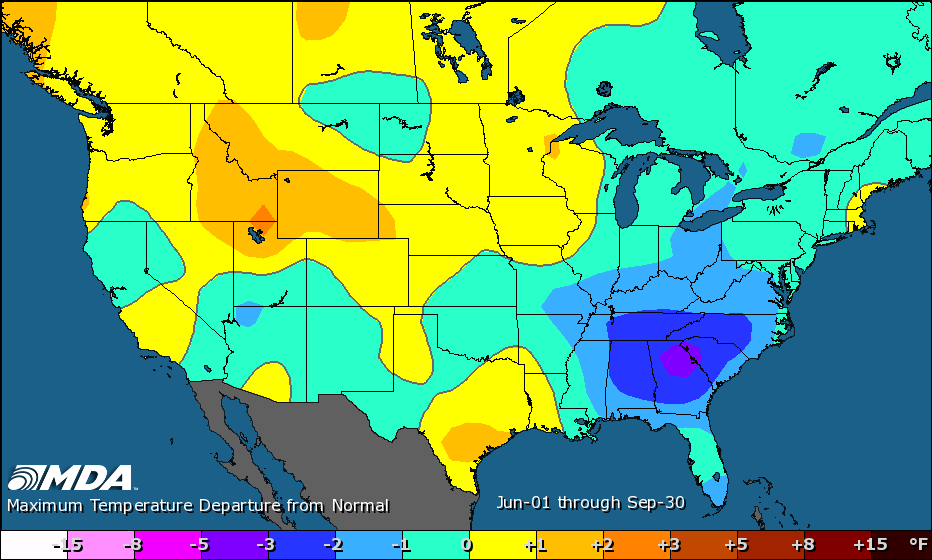 MDA
Maximum Temperature Departure from Normal
Jun-01 through Sep-30
-15 -8 -5 -3 -2 -1 0 +1 +2 +3 +5 +8 +15 °F